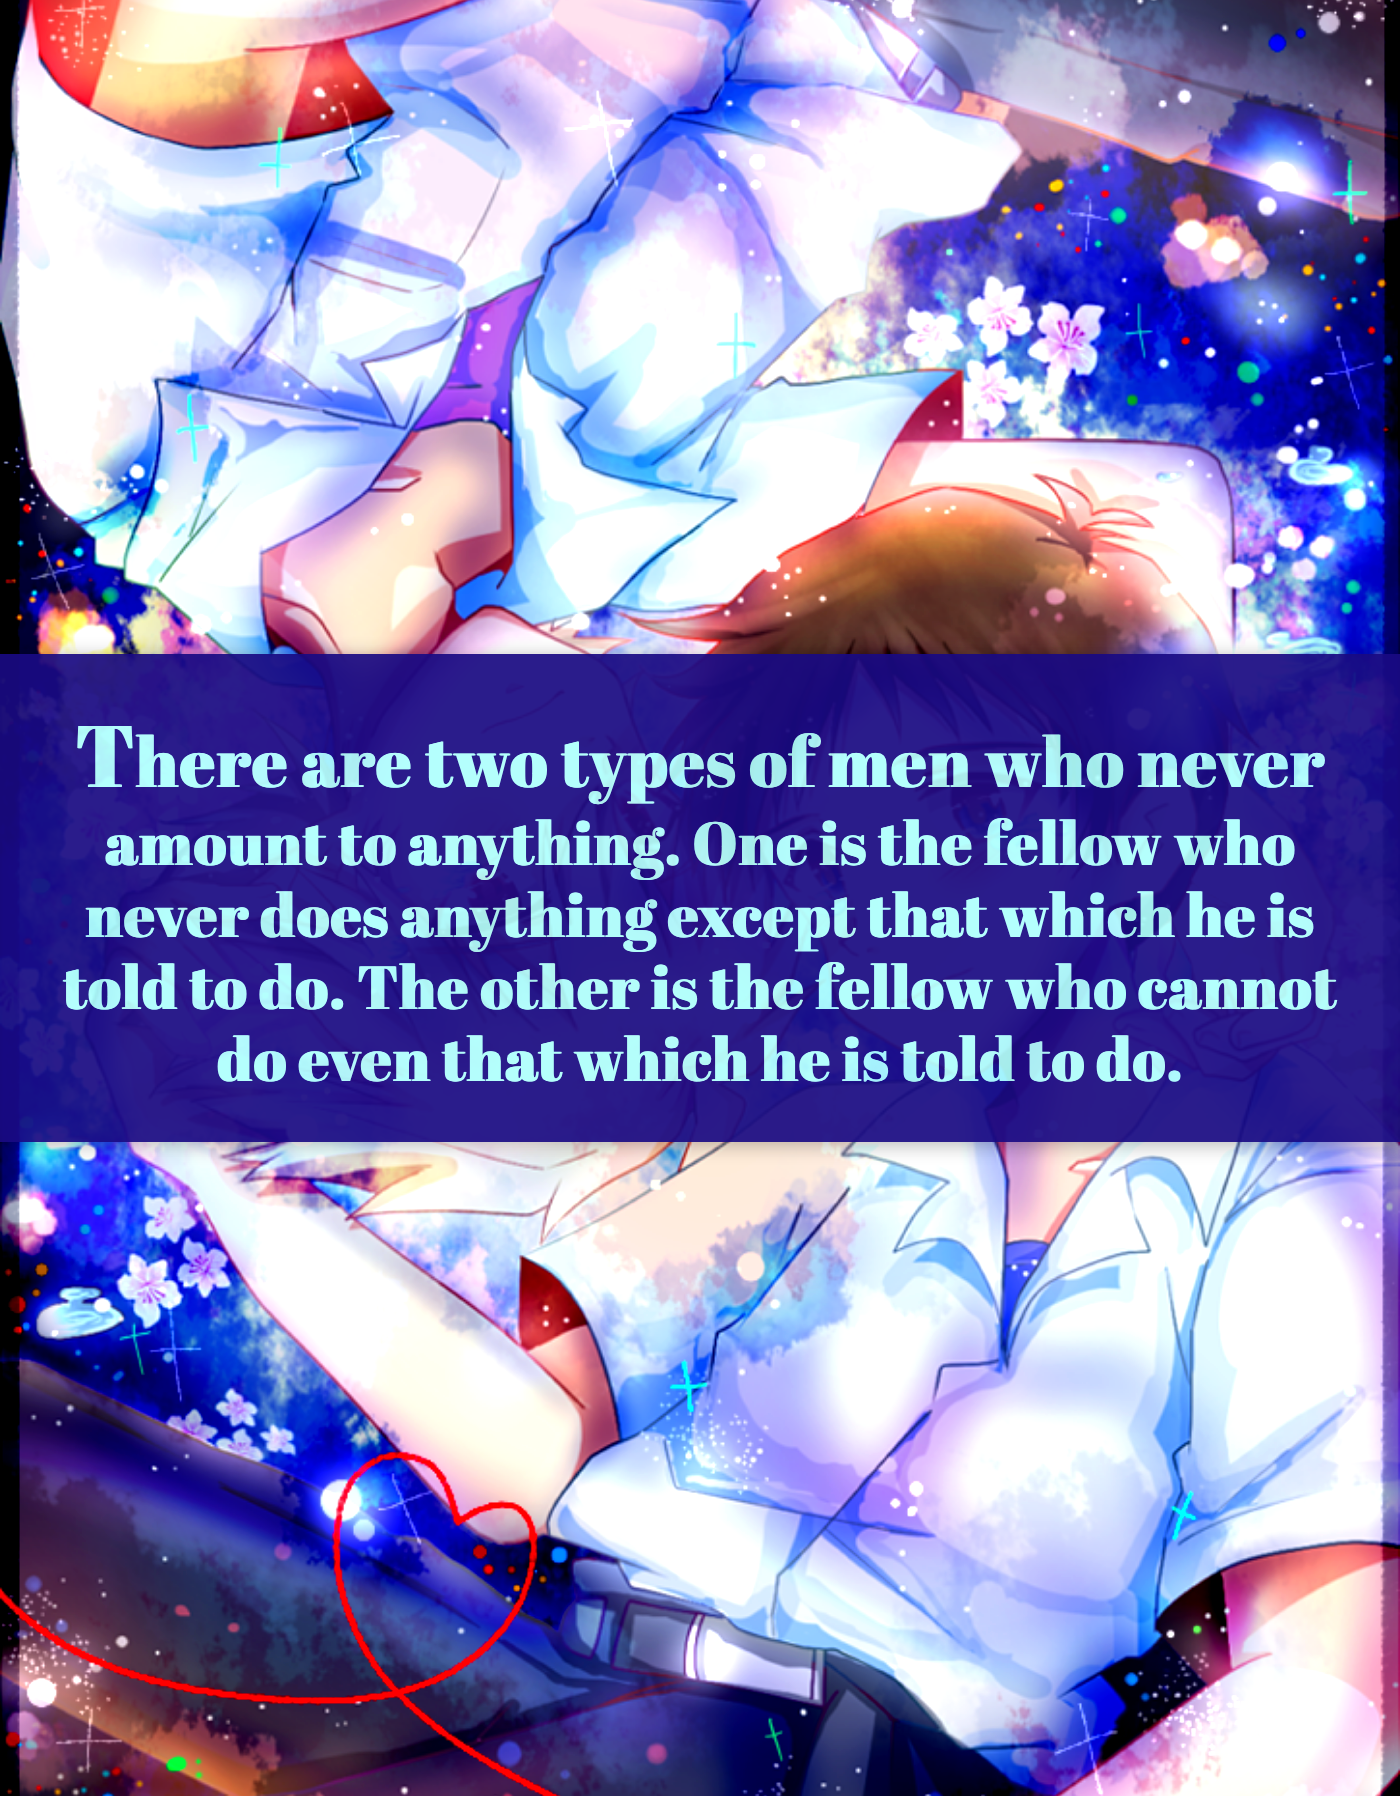 There are two types of men who never
amount to anything. One is the fellow who
never does anything except that which he is
told to do. The other is the fellow who cannot
do even that which he is told to do.